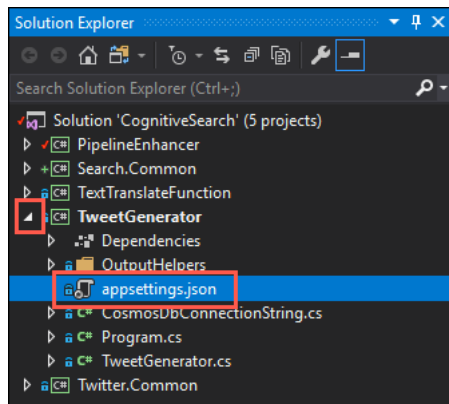 Solution Explorer
Search Solution Explorer (Ctrl+;)
Solution 'CognitiveSearch' (5 projects)
C# PipelineEnhancer
C# Search.Common
C# TextTranslateFunction
C# TweetGenerator
Dependencies
OutputHelpers
appsettings.json
C# CosmosDbConnectionString.cs
C# Program.cs
C# TweetGenerator.cs
C# Twitter.Common